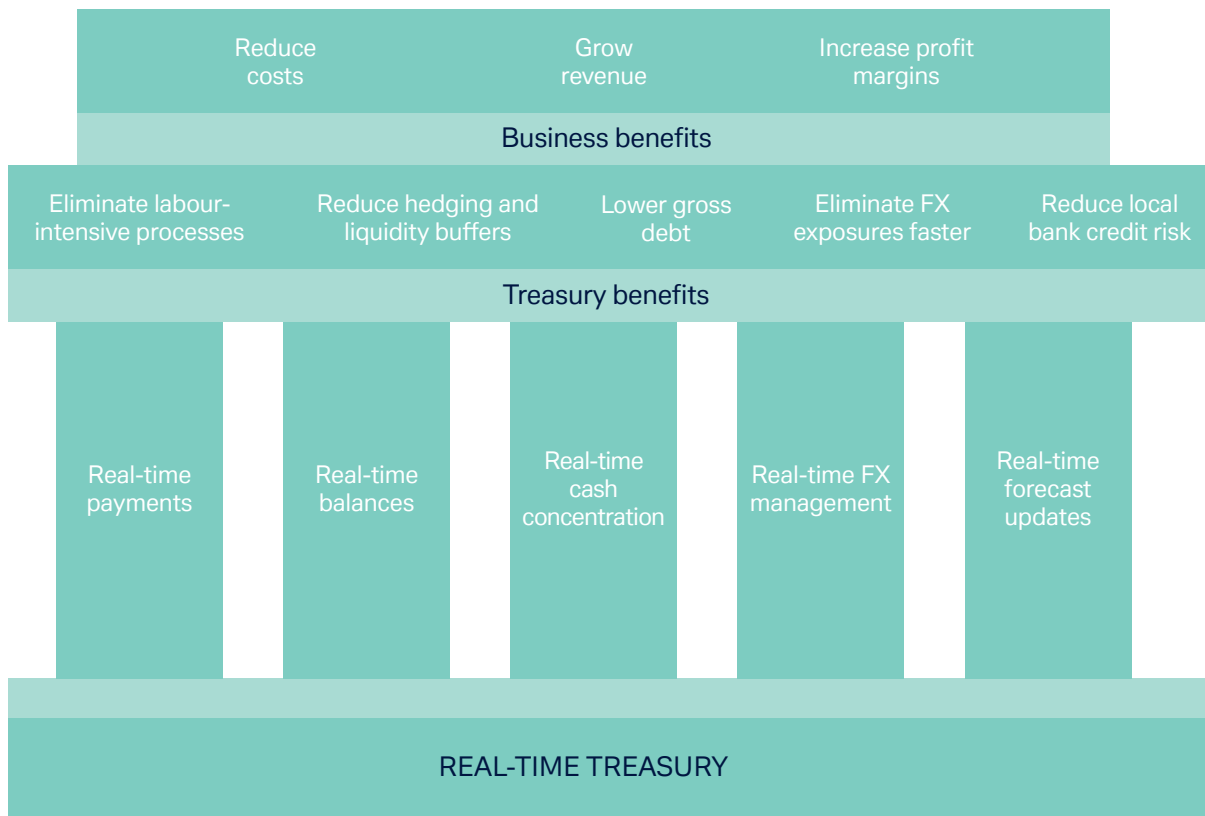 Reduce
costs
Grow
revenue
Increase profit
margins
Business benefits
Eliminate labour-
intensive processes
Reduce hedging and
liquidity buffers
Lower gross
debt
Eliminate FX
exposures faster
Reduce local
bank credit risk
Treasury benefits
Real-time
payments
Real-time
balances
Real-time
cash
concentration
Real-time FX
management
Real-time
forecast
updates
REAL-TIME TREASURY